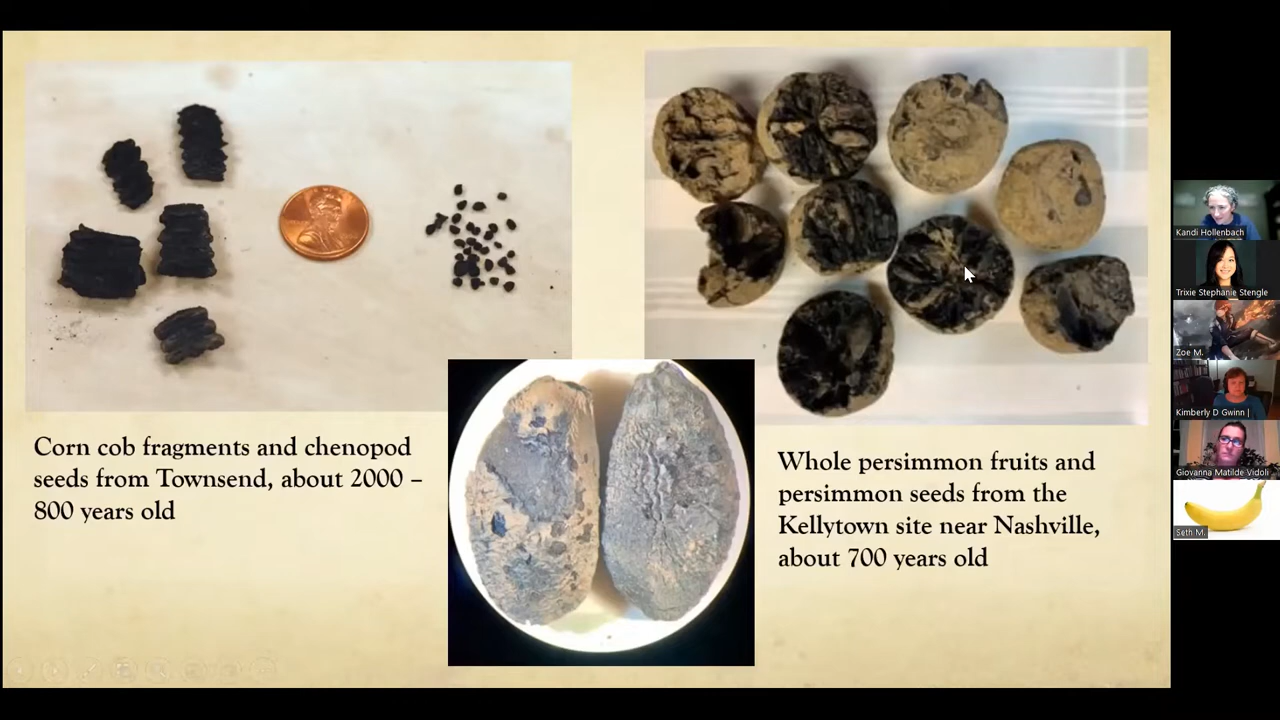 Corn cob fragments and chenopod
seeds from Townsend, about 2000 –
800 years old
Whole persimmon fruits and
persimmon seeds from the
Kellytown site near Nashville,
about 700 years old
Kandi Hollenbach
Trixie Stephanie Stengle
Zoe M.
Kimberly D Gwinn |
Giovanna Matilde Vidoli
Seth M.